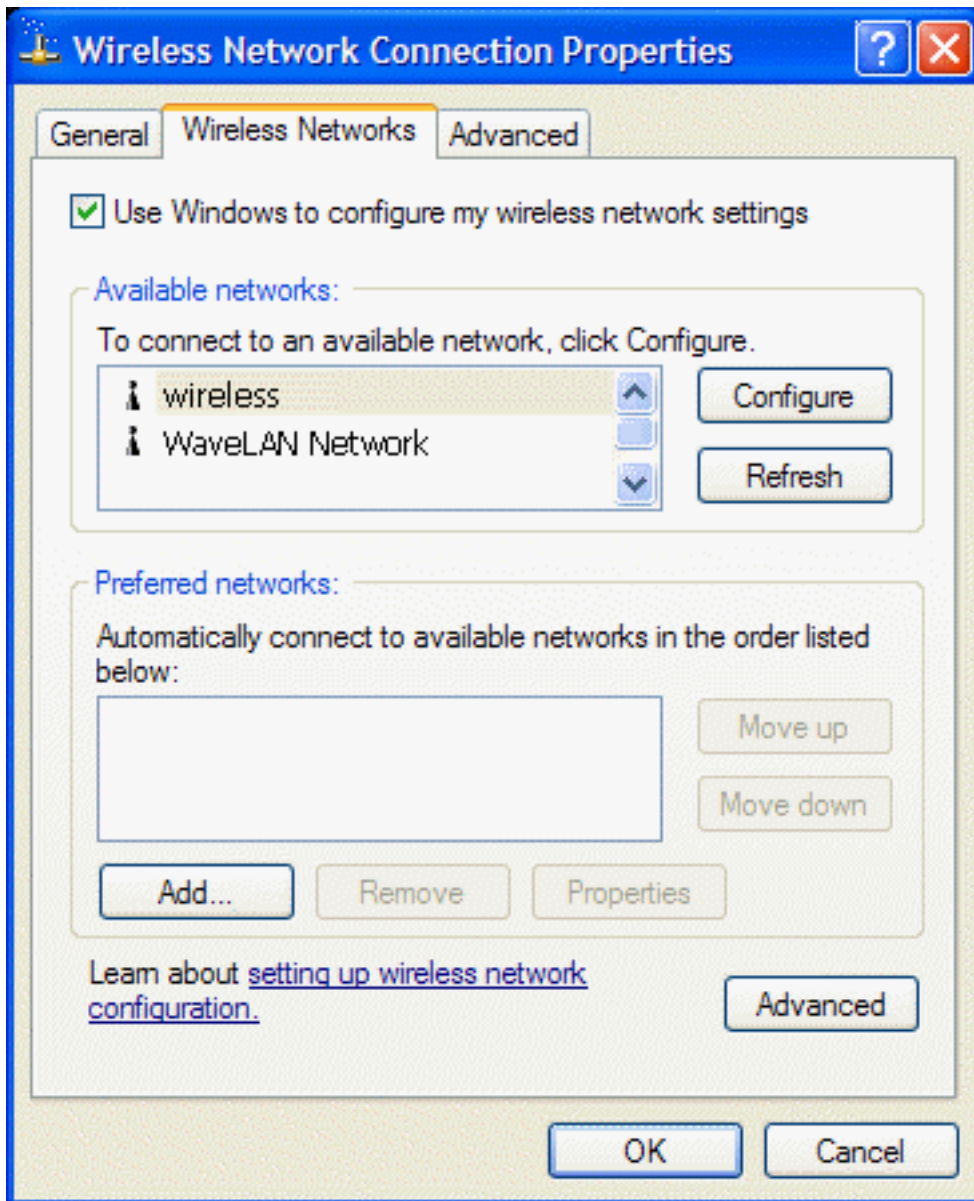 Wireless Network Connection Properties
General Wireless Networks Advanced
Use Windows to configure my wireless network settings
Available networks:
To connect to an available network, click Configure.
wireless
WaveLAN Network
Configure
Refresh
Preferred networks:
Automatically connect to available networks in the order listed
below:
Move up
Move down
Add... Remove Properties
Learn about setting up wireless network
configuration.
Advanced
OK Cancel